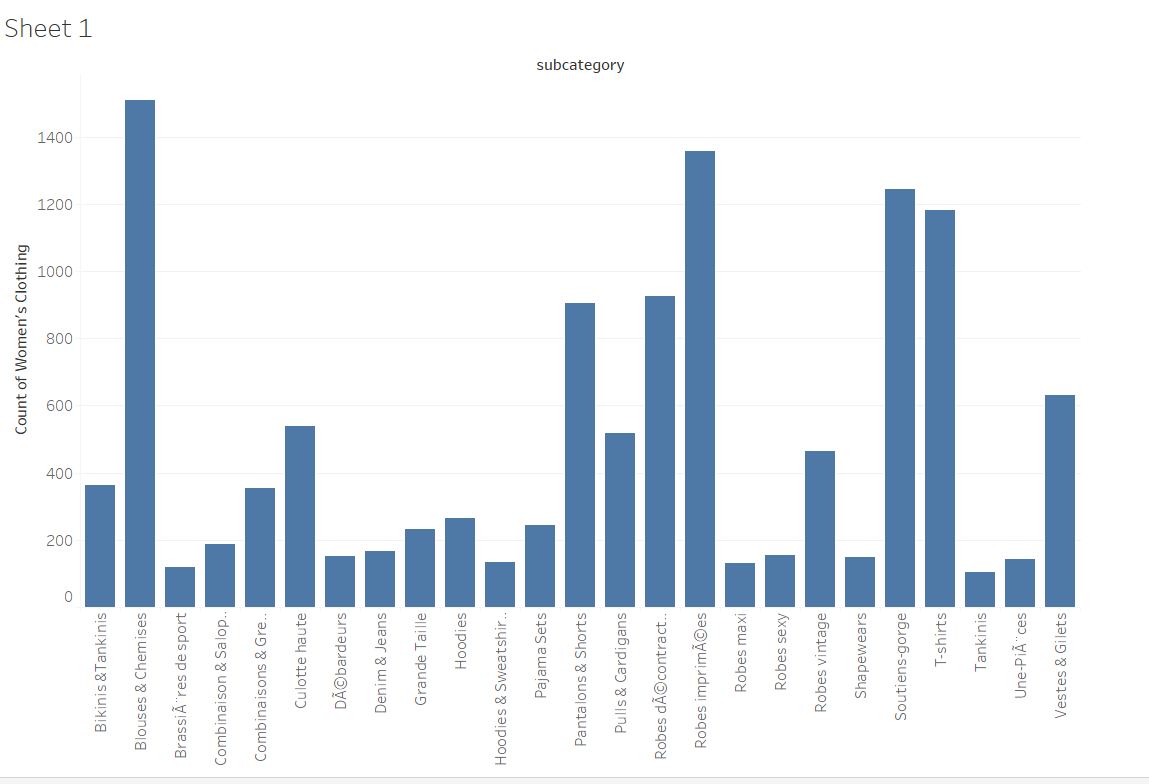 Sheet 1
subcategory
Count of Women's Clothing
1400
1200
1000
800
600
400
200
0
Bikinis &Tankinis
Blouses & Chemises
BrassiÃ¨res de sport
Combinaison & Salop..
Combinaisons & Gre..
Culotte haute
DÃ©bardeurs
Denim & Jeans
Grande Taille
Hoodies
Hoodies & Sweatshir..
Pajama Sets
Pantalons & Shorts
Pulls & Cardigans
Robes dÃ©contract..
Robes imprimÃ©es
Robes maxi
Robes sexy
Robes vintage
Shapewears
Soutiens-gorge
T-shirts
Tankinis
Une-PiÃ¨ces
Vestes & Gilets